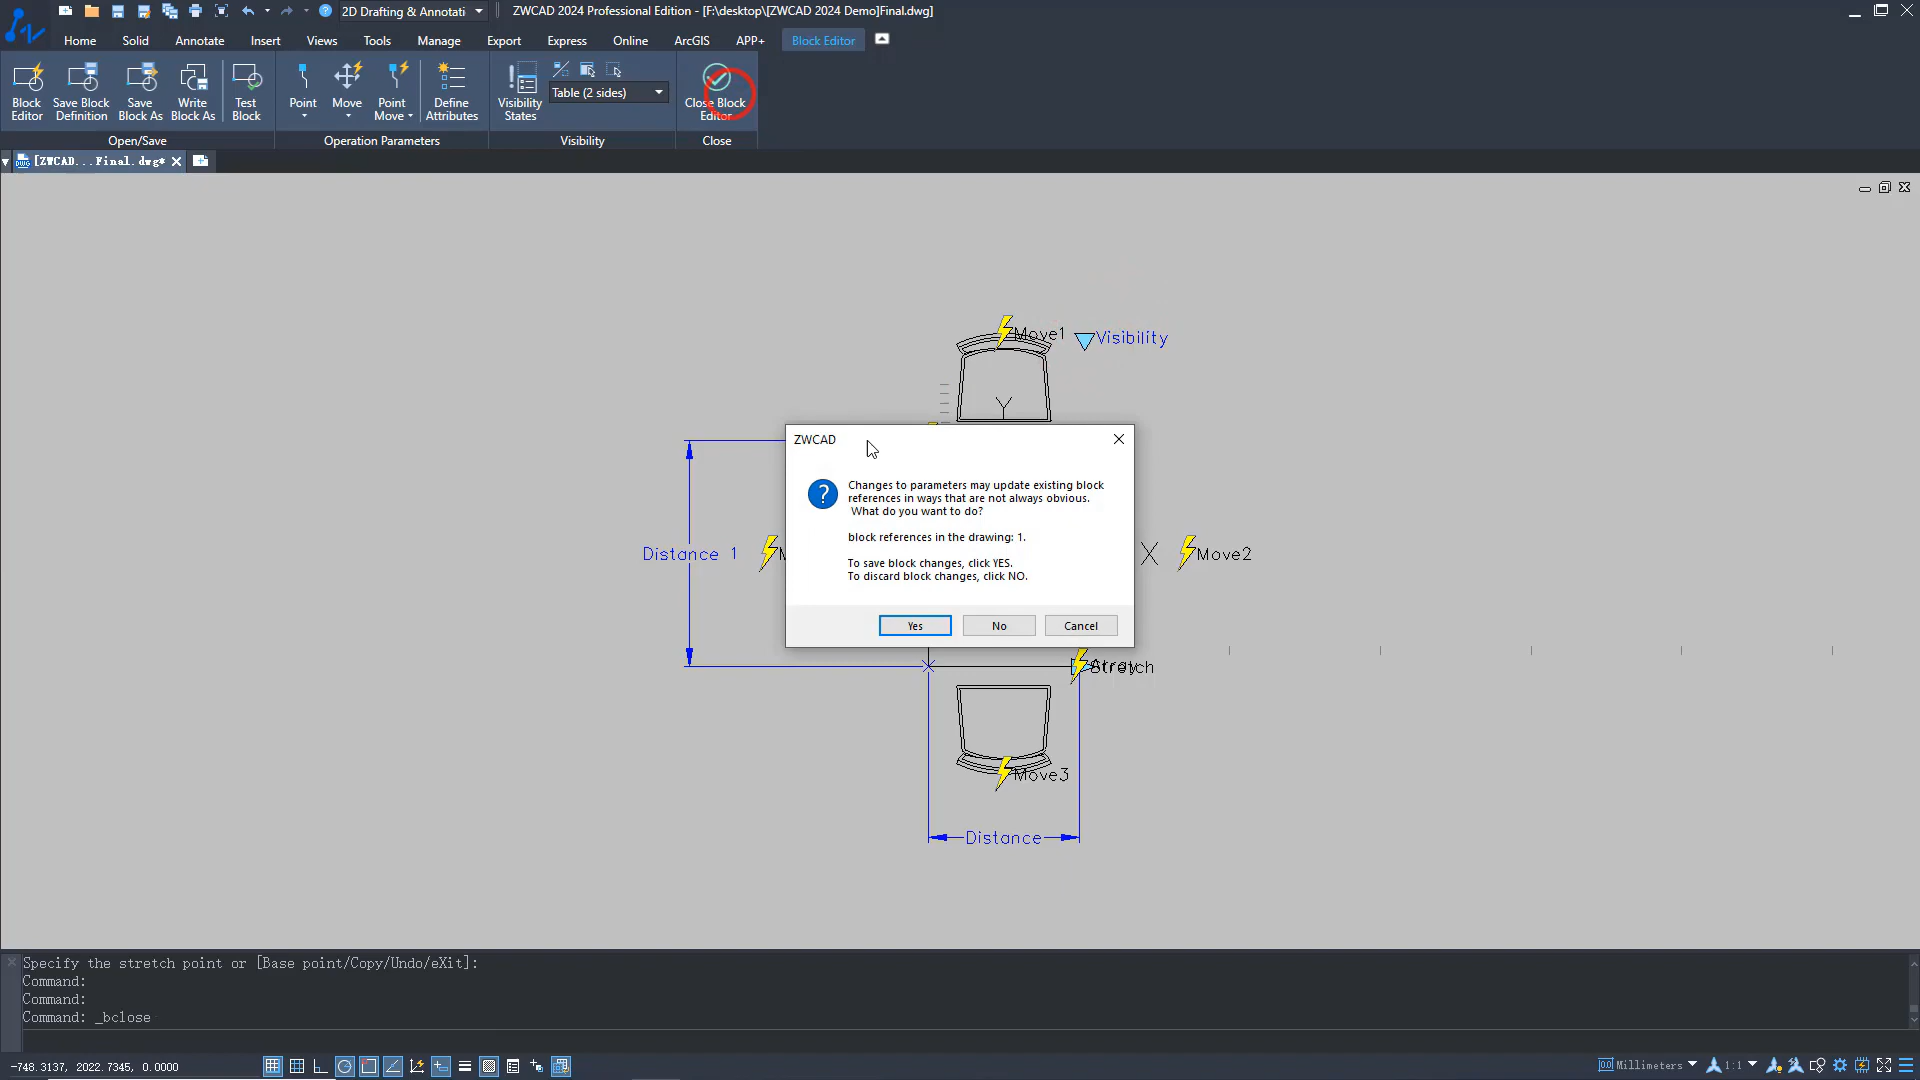 2D Drafting & Annotati
ZWCAD 2024 Professional Edition - [F:\desktop\[ZWCAD 2024 Demo]Final.dwg]
Home Solid Annotate Insert Views Tools Manage Export Express Online ArcGIS APP+ Block Editor
Block Editor
Save Block Definition
Save Block As
Write Block As
Test Block
Point
Move
Point Move
Define Attributes
Visibility States
Table (2 sides)
Close Block Editor
Open/Save
Operation Parameters
Visibility
Close
[ZWCAD...Final.dwg*
Move1
Visibility
Y
ZWCAD
Changes to parameters may update existing block
references in ways that are not always obvious.
What do you want to do?
block references in the drawing: 1.
To save block changes, click YES.
To discard block changes, click NO.
Yes No Cancel
Distance 1
X
Move2
Array
Stretch
Move3
Distance
Specify the stretch point or [Base point/Copy/Undo/eXit]:
Command:
Command:
Command: _bclose
-748.3137, 2022.7345, 0.0000
Millimeters
1:1